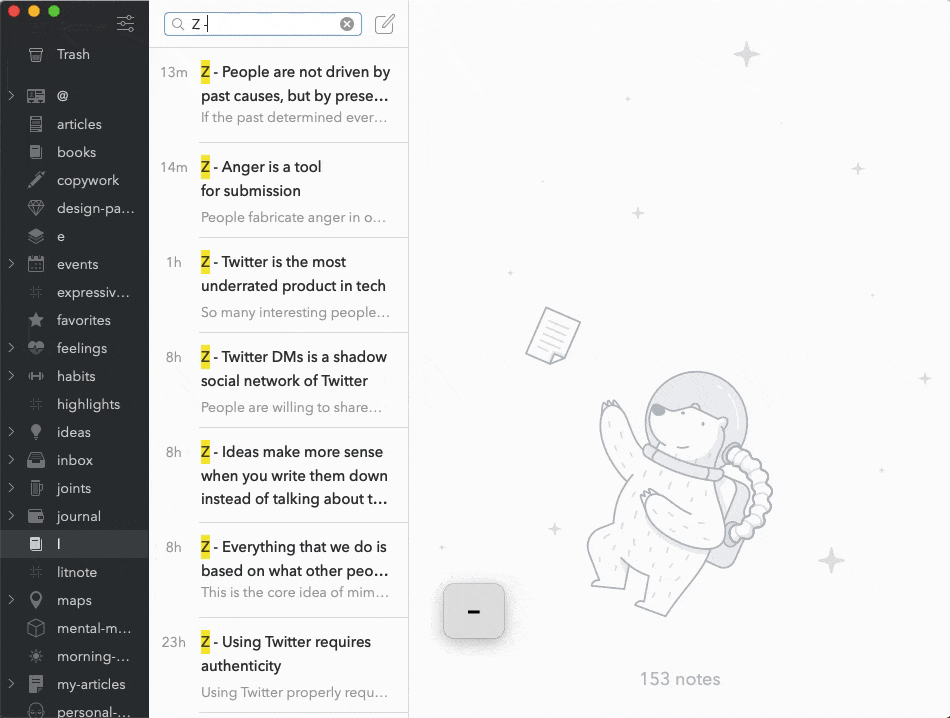 Trash
@
articles
books
copywork
design-pa...
e
events
expressiv...
favorites
feelings
habits
highlights
ideas
inbox
joints
journal
l
litnote
maps
mental-m...
morning-...
my-articles
personal-...
Z -
13m
Z - People are not driven by
past causes, but by prese...
If the past determined ever...
14m
Z - Anger is a tool
for submission
People fabricate anger in o...
1h
Z - Twitter is the most
underrated product in tech
So many interesting people...
8h
Z - Twitter DMs is a shadow
social network of Twitter
People are willing to share...
8h
Z - Ideas make more sense
when you write them down
instead of talking about t...
8h
Z - Everything that we do is
based on what other peo...
This is the core idea of mim...
23h
Z - Using Twitter requires
authenticity
Using Twitter properly requ...
-
153 notes